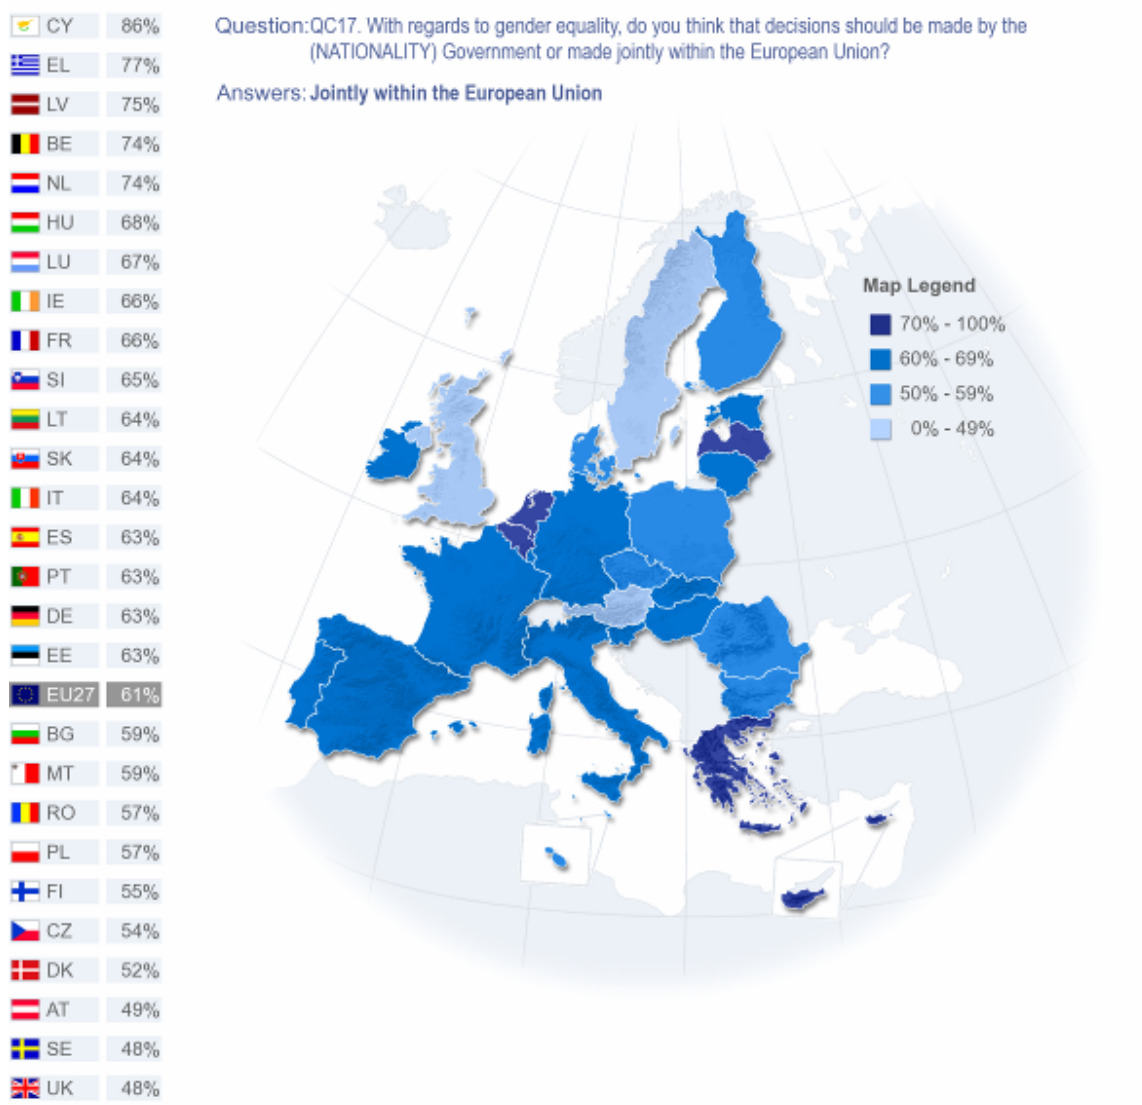 CY 86%
EL 77%
LV 75%
BE 74%
NL 74%
HU 68%
LU 67%
IE 66%
FR 66%
SI 65%
LT 64%
SK 64%
IT 64%
ES 63%
PT 63%
DE 63%
EE 63%
EU27 61%
BG 59%
MT 59%
RO 57%
PL 57%
FI 55%
CZ 54%
DK 52%
AT 49%
SE 48%
UK 48%
Question:QC17. With regards to gender equality, do you think that decisions should be made by the
(NATIONALITY) Government or made jointly within the European Union?
Answers: Jointly within the European Union
Map Legend
70% - 100%
60% - 69%
50% - 59%
0% - 49%